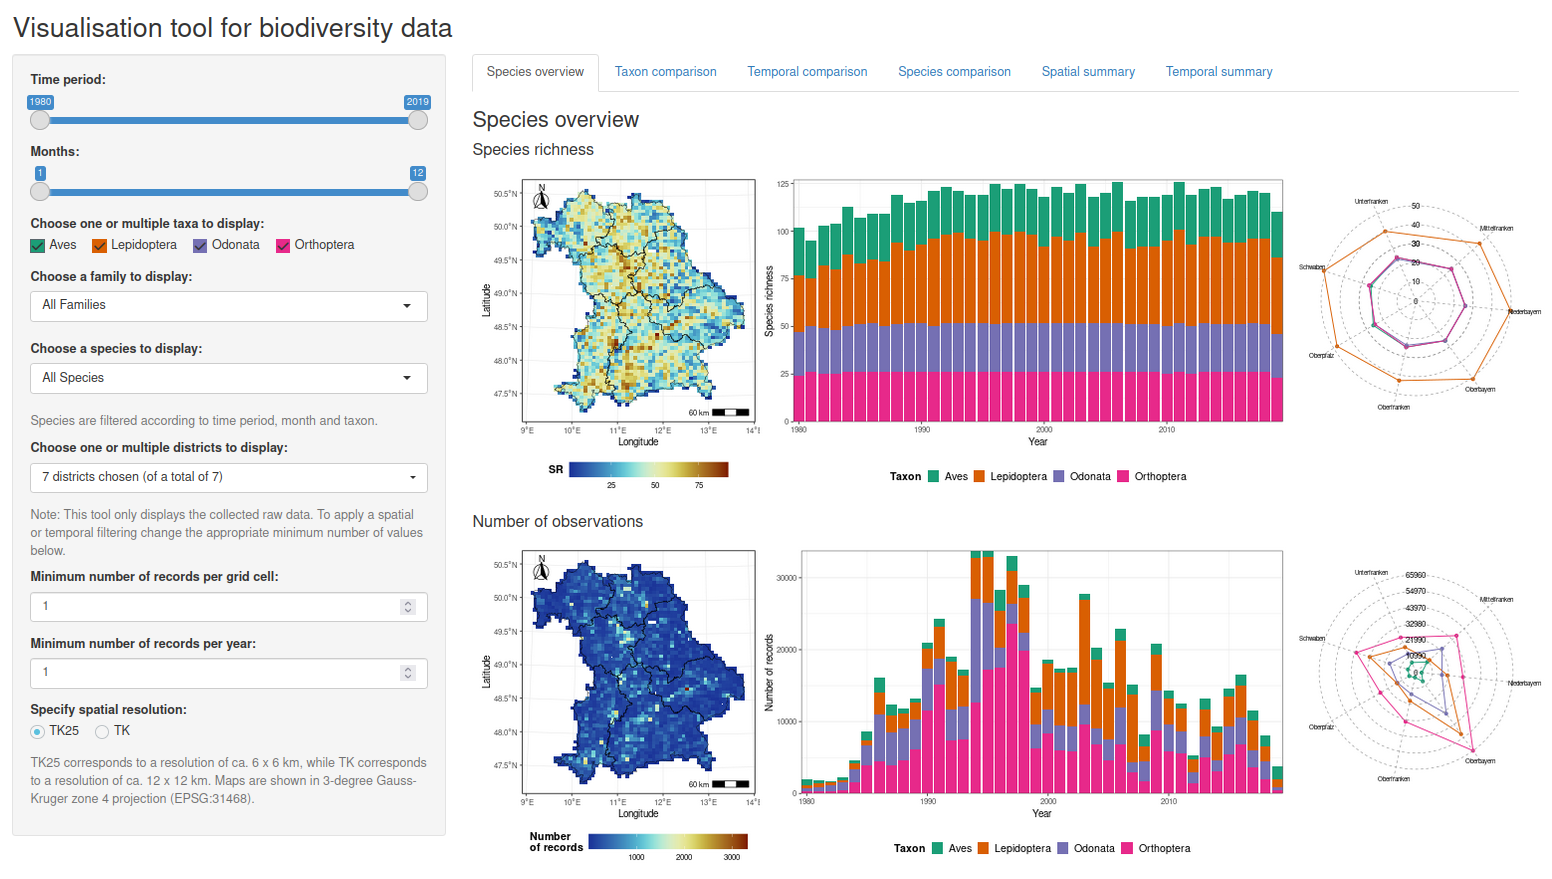 Visualisation tool for biodiversity data
Time period:
1980
2019
Months:
1
12
Choose one or multiple taxa to display:
Aves Lepidoptera Odonata Orthoptera
Choose a family to display:
All Families
Choose a species to display:
All Species
Species are filtered according to time period, month and taxon.
Choose one or multiple districts to display:
7 districts chosen (of a total of 7)
Note: This tool only displays the collected raw data. To apply a spatial
or temporal filtering change the appropriate minimum number of values
below.
Minimum number of records per grid cell:
1
Minimum number of records per year:
1
Specify spatial resolution:
TK25 TK
TK25 corresponds to a resolution of ca. 6 x 6 km, while TK corresponds
to a resolution of ca. 12 x 12 km. Maps are shown in 3-degree Gauss-
Kruger zone 4 projection (EPSG:31468).
Species overview Taxon comparison Temporal comparison Species comparison Spatial summary Temporal summary
Species overview
Species richness
N
50.5°N
50.0°N
49.5°N
49.0°N
48.5°N
48.0°N
47.5°N
Latitude
60 km
9°E 10°E 11°E 12°E 13°E
Longitude
SR
25 50 75
125
100
75
50
25
0
Species richness
1980 1990 2000 2010
Year
Taxon Aves Lepidoptera Odonata Orthoptera
Unterfranken
Mittelfranken
Schwaben
Niederbayern
Oberpfalz
Oberbayern
Oberfranken
50
40
30
20
10
0
Number of observations
N
50.5°N
50.0°N
49.5°N
49.0°N
48.5°N
48.0°N
47.5°N
Latitude
60 km
9°E 10°E 11°E 12°E 13°E
Longitude
Number
of records
1000 2000 3000
30000
20000
10000
0
Number of records
1980 1990 2000 2010
Year
Taxon Aves Lepidoptera Odonata Orthoptera
Unterfranken
Mittelfranken
Schwaben
Niederbayern
Oberpfalz
Oberbayern
Oberfranken
65960
54970
43970
32980
21990
10990
0